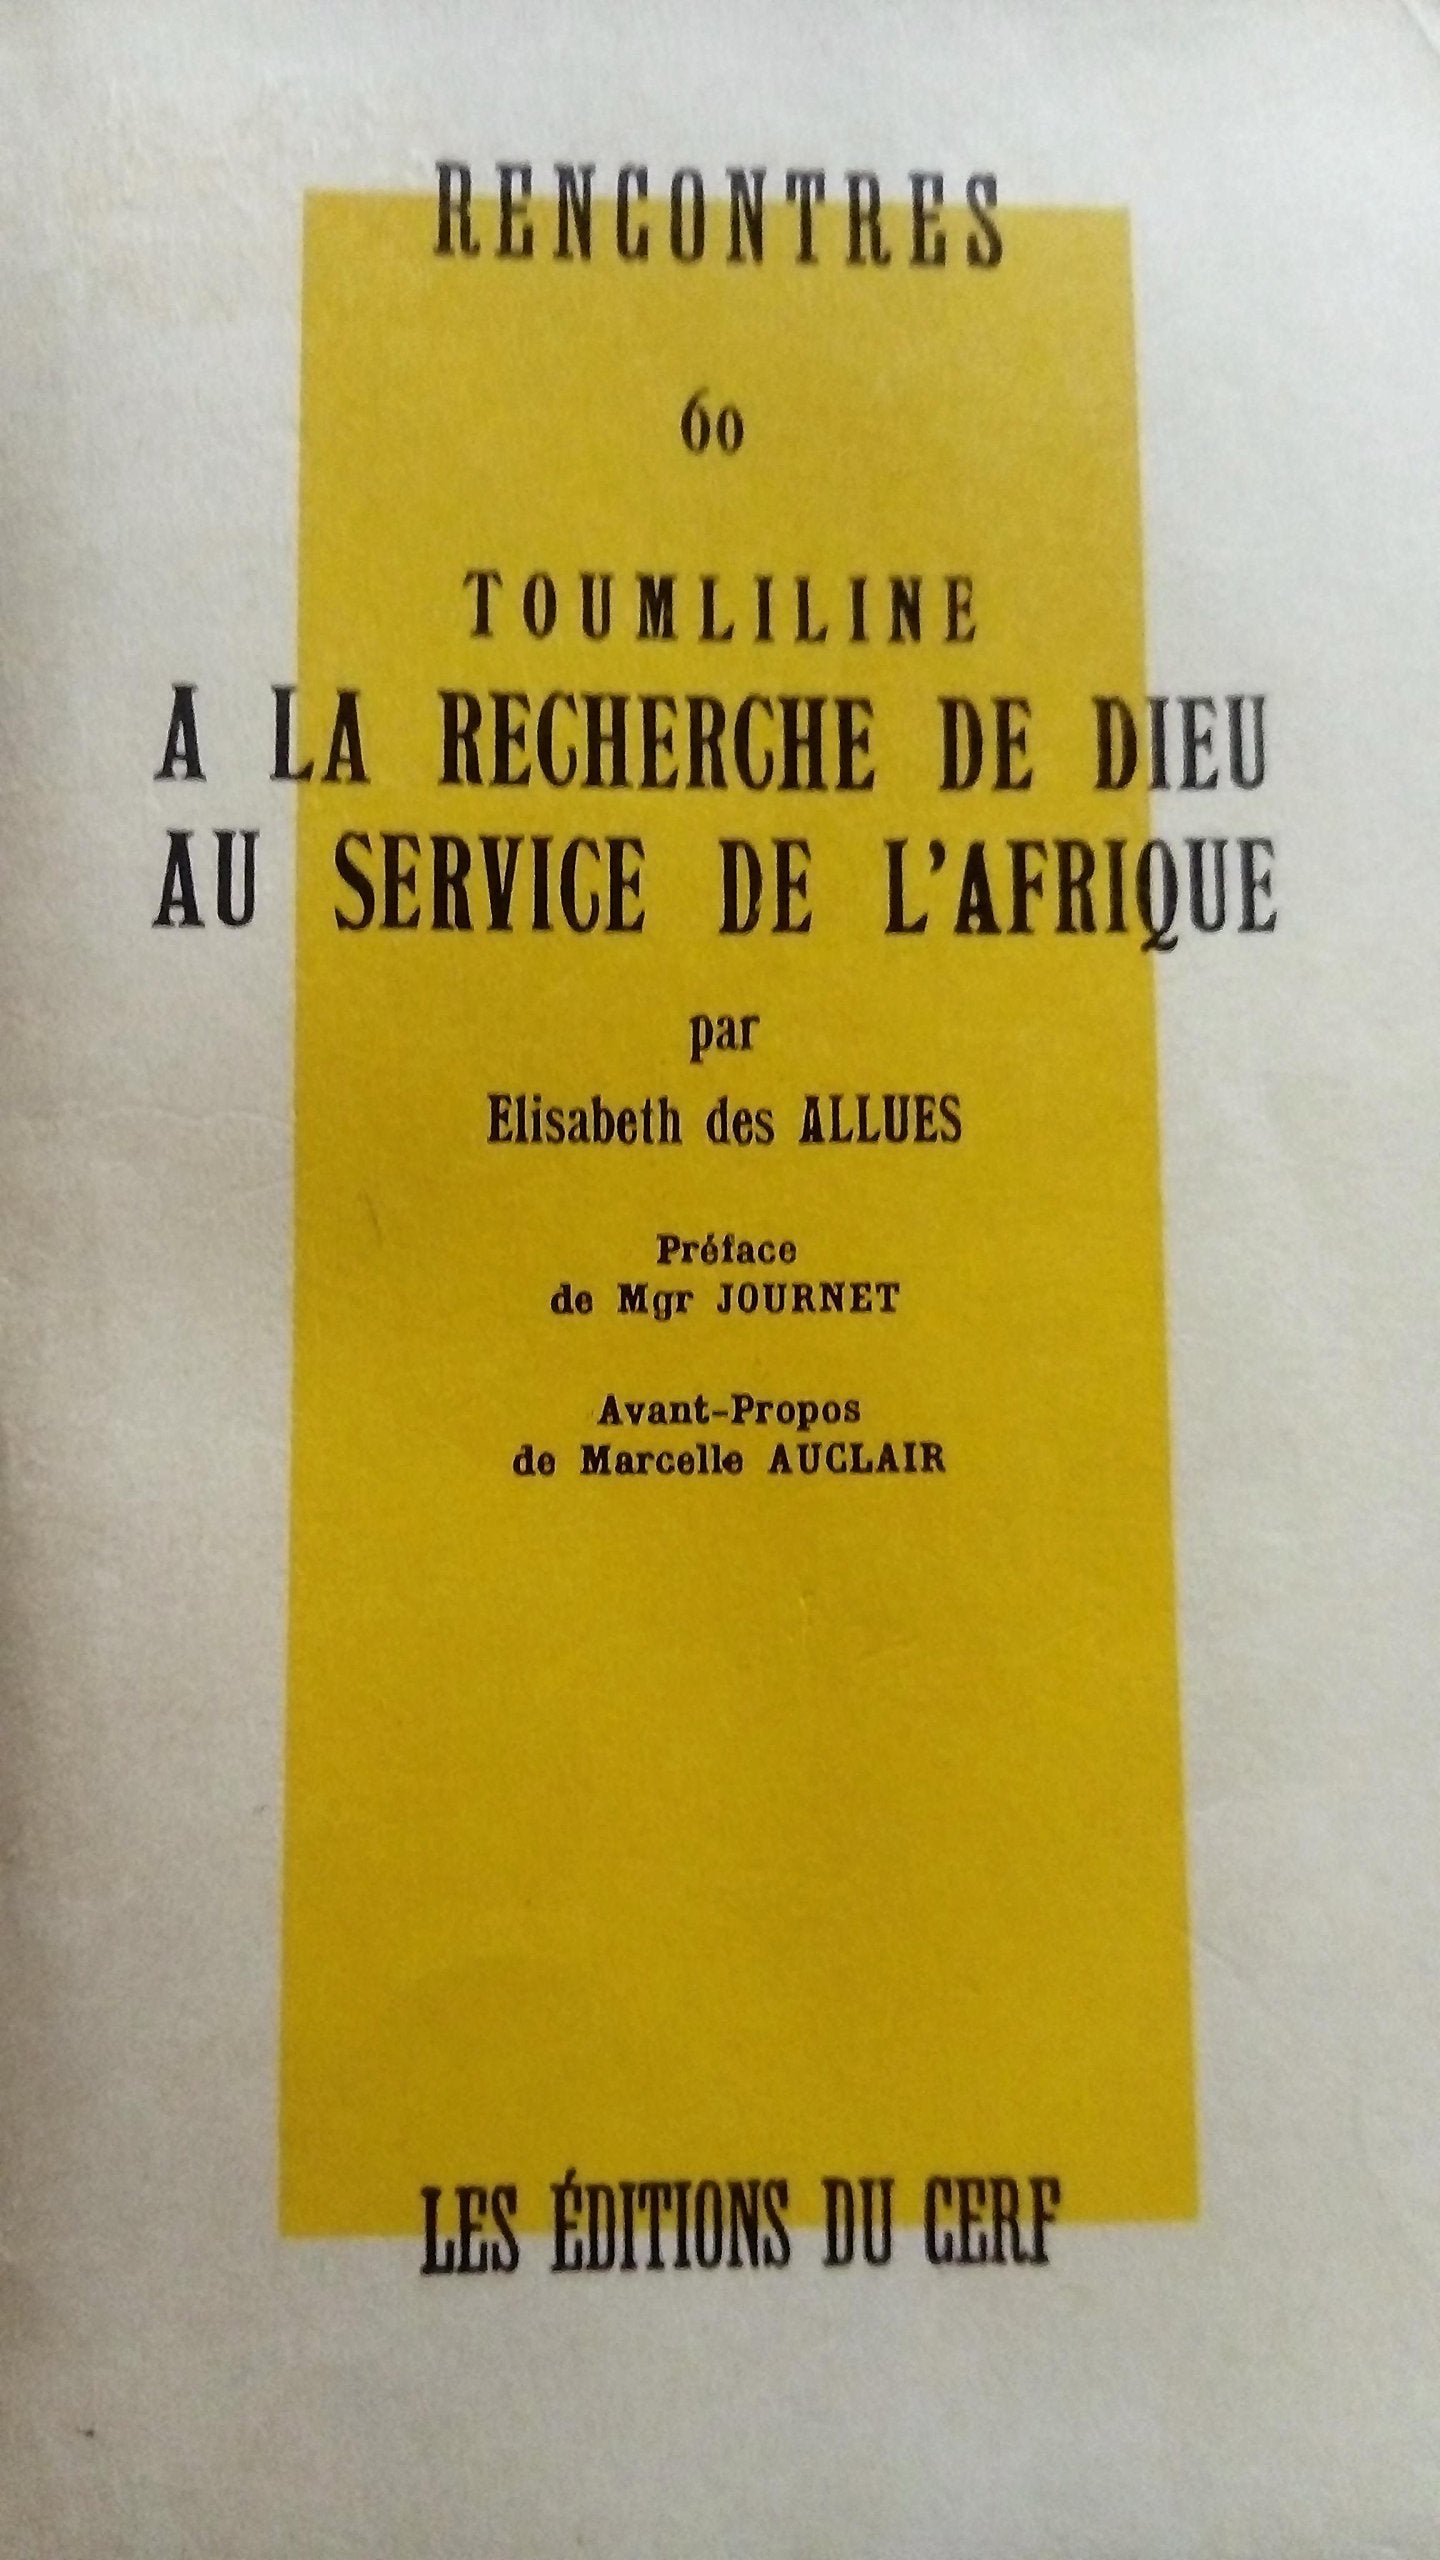 RENCONTRES
60
TOUMLILINE
A LA RECHERCHE DE DIEU
AU SERVICE DE L'AFRIQUE
par
Elisabeth des ALLUES
Préface
de Mgr JOURNET
Avant-Propos
de Marcelle AUCLAIR
LES ÉDITIONS DU CERF